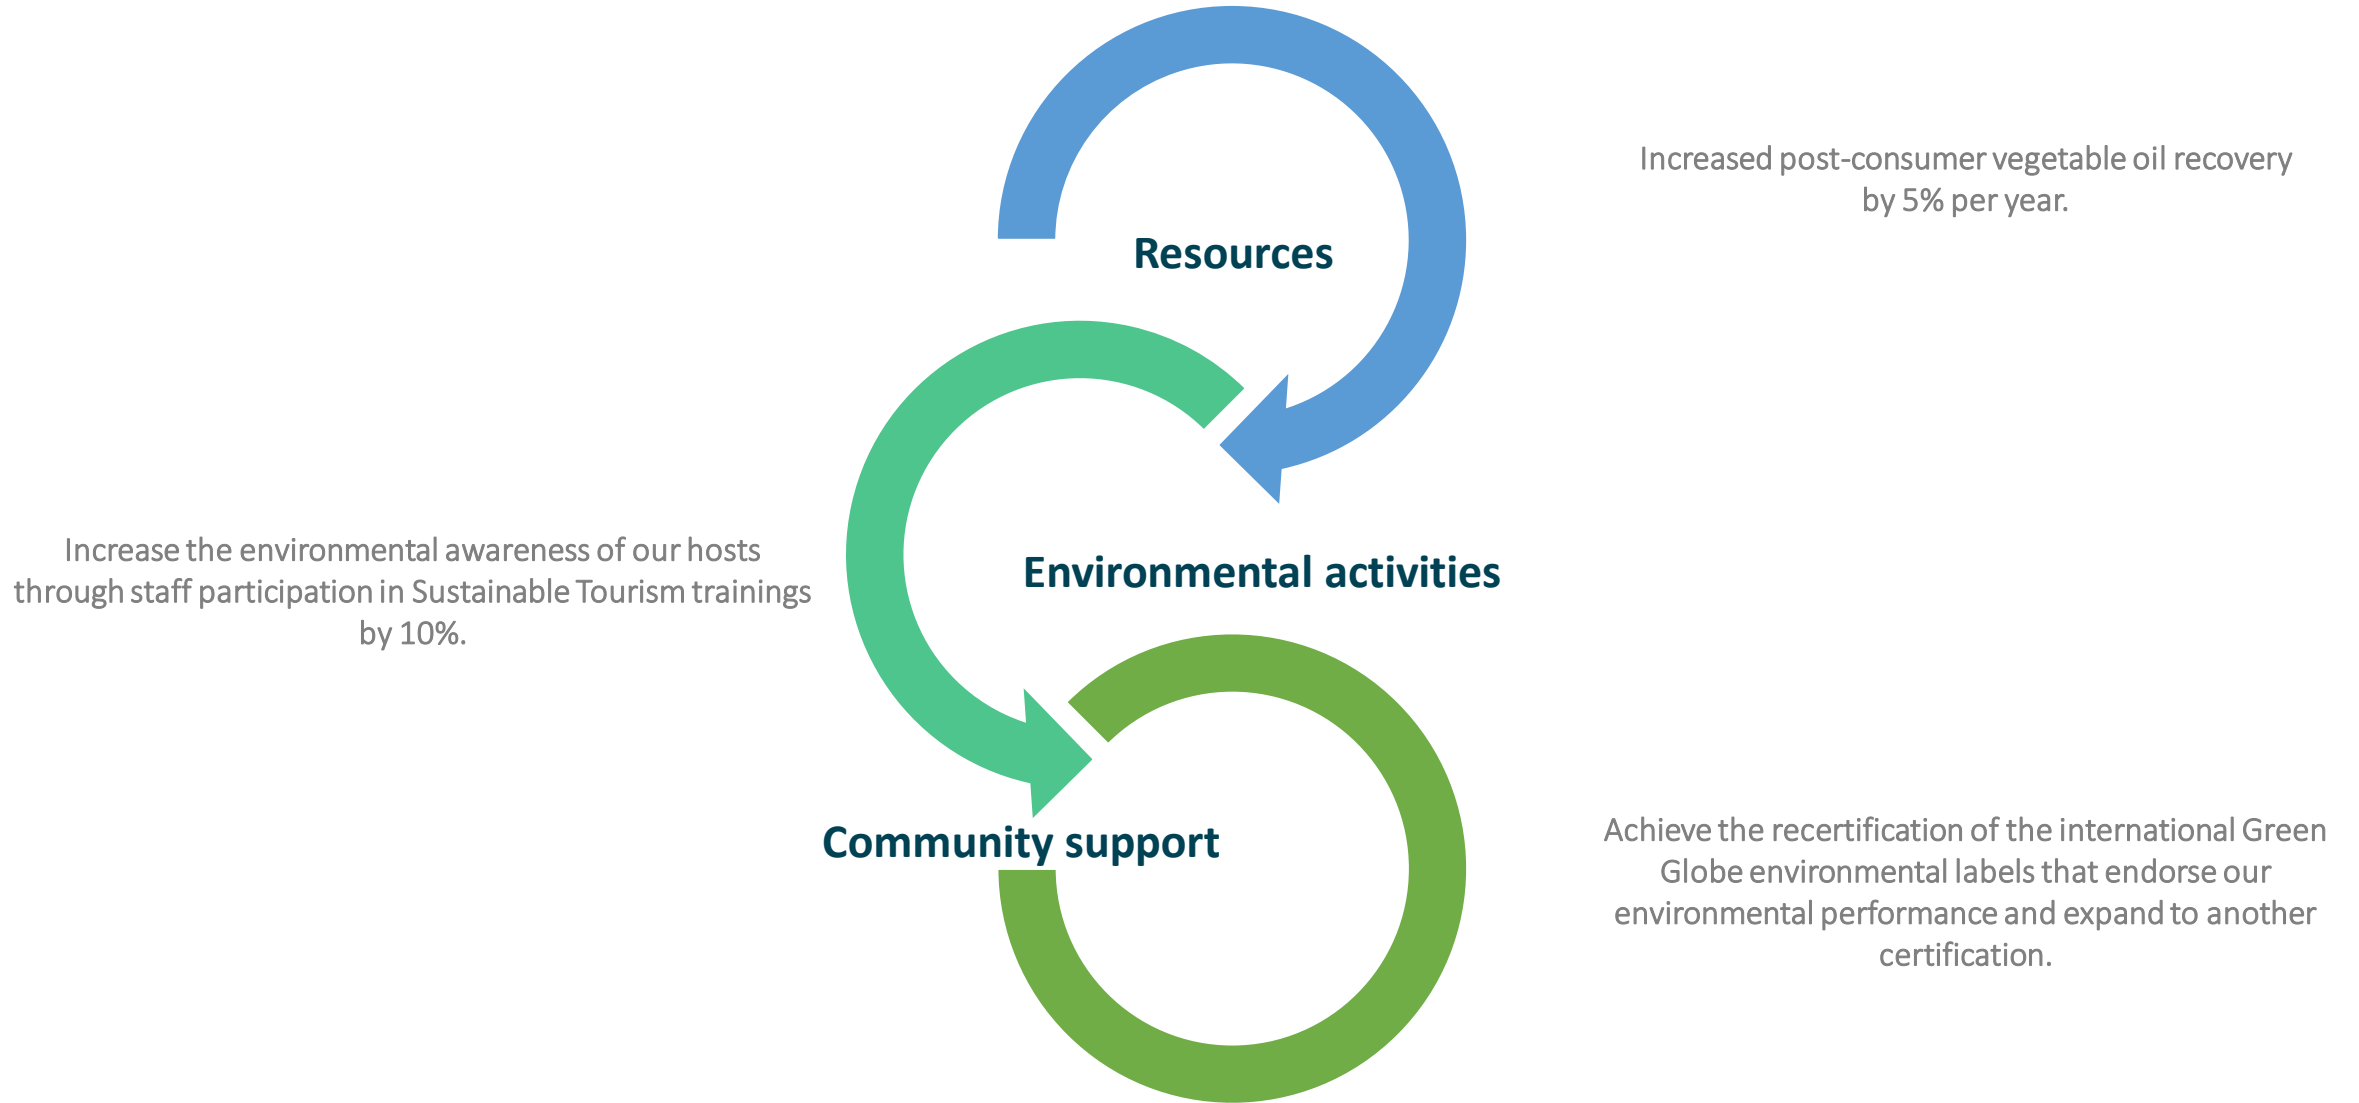 Increased post-consumer vegetable oil recovery
by 5% per year.
Resources
Increase the environmental awareness of our hosts
through staff participation in Sustainable Tourism trainings
by 10%.
Environmental activities
Community support
Achieve the recertification of the international Green
Globe environmental labels that endorse our
environmental performance and expand to another
certification.